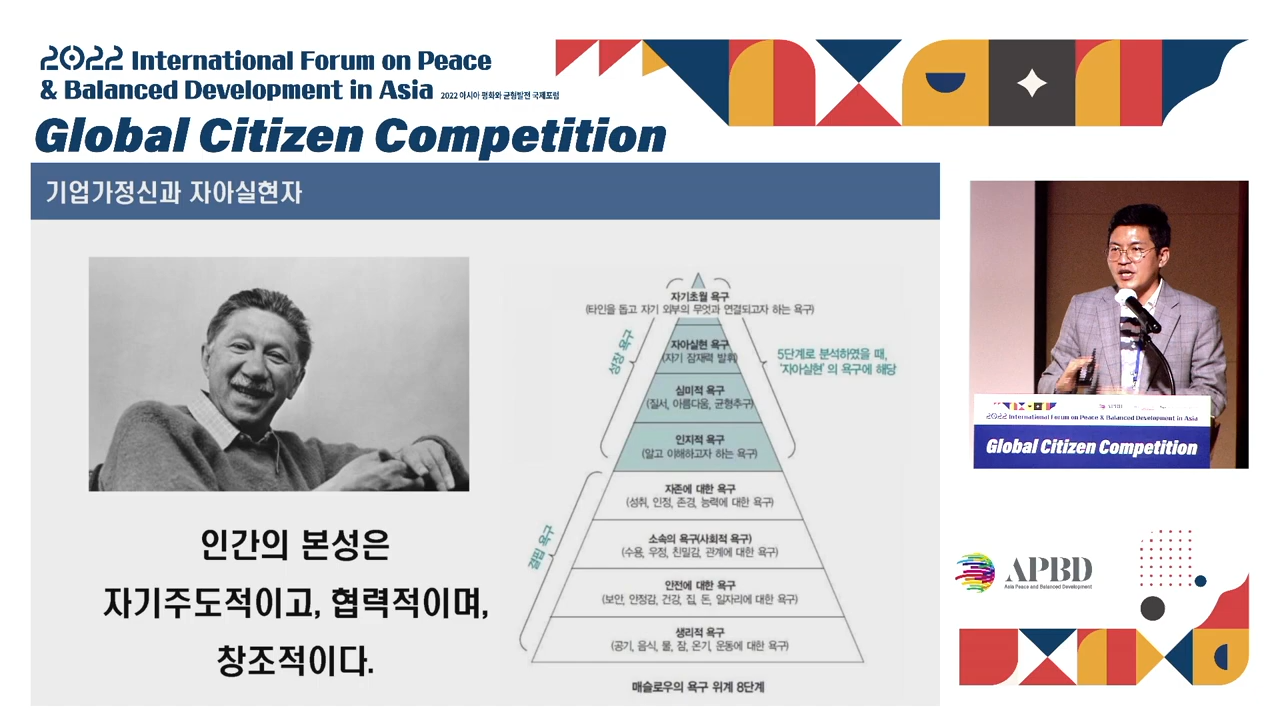 2022 International Forum on Peace
& Balanced Development in Asia 2022 아시아 평화와 균형발전 국제포럼
Global Citizen Competition
기업가정신과 자아실현자
인간의 본성은
자기주도적이고, 협력적이며,
창조적이다.
자기초월 욕구
(타인을 돕고 자기 외부의 무엇과 연결되고자 하는 욕구)
성장 욕구
자아실현 욕구
(자기 잠재력 발휘)
5단계로 분석하였을 때,
'자아실현'의 욕구에 해당
심미적 욕구
(질서, 아름다움, 균형추구)
인지적 욕구
(알고 이해하고자 하는 욕구)
결핍 욕구
자존에 대한 욕구
(성취, 인정, 존경, 능력에 대한 욕구)
소속의 욕구(사회적 욕구)
(수용, 우정, 친밀감, 관계에 대한 욕구)
안전에 대한 욕구
(보안, 안정감, 건강, 집, 돈, 일자리에 대한 욕구)
생리적 욕구
(공기, 음식, 물, 잠, 온기, 운동에 대한 욕구)
매슬로우의 욕구 위계 8단계
2022 International Forum on Peace & Balanced Development in Asia
Global Citizen Competition
APBD
Asia Peace and Balanced Development